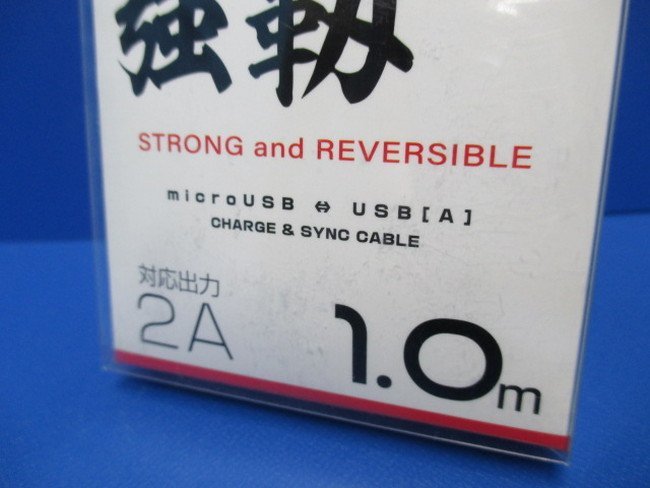 強靭
STRONG and REVERSIBLE
microUSB ⇔ USB[A]
CHARGE & SYNC CABLE
対応出力
2A
1.0m